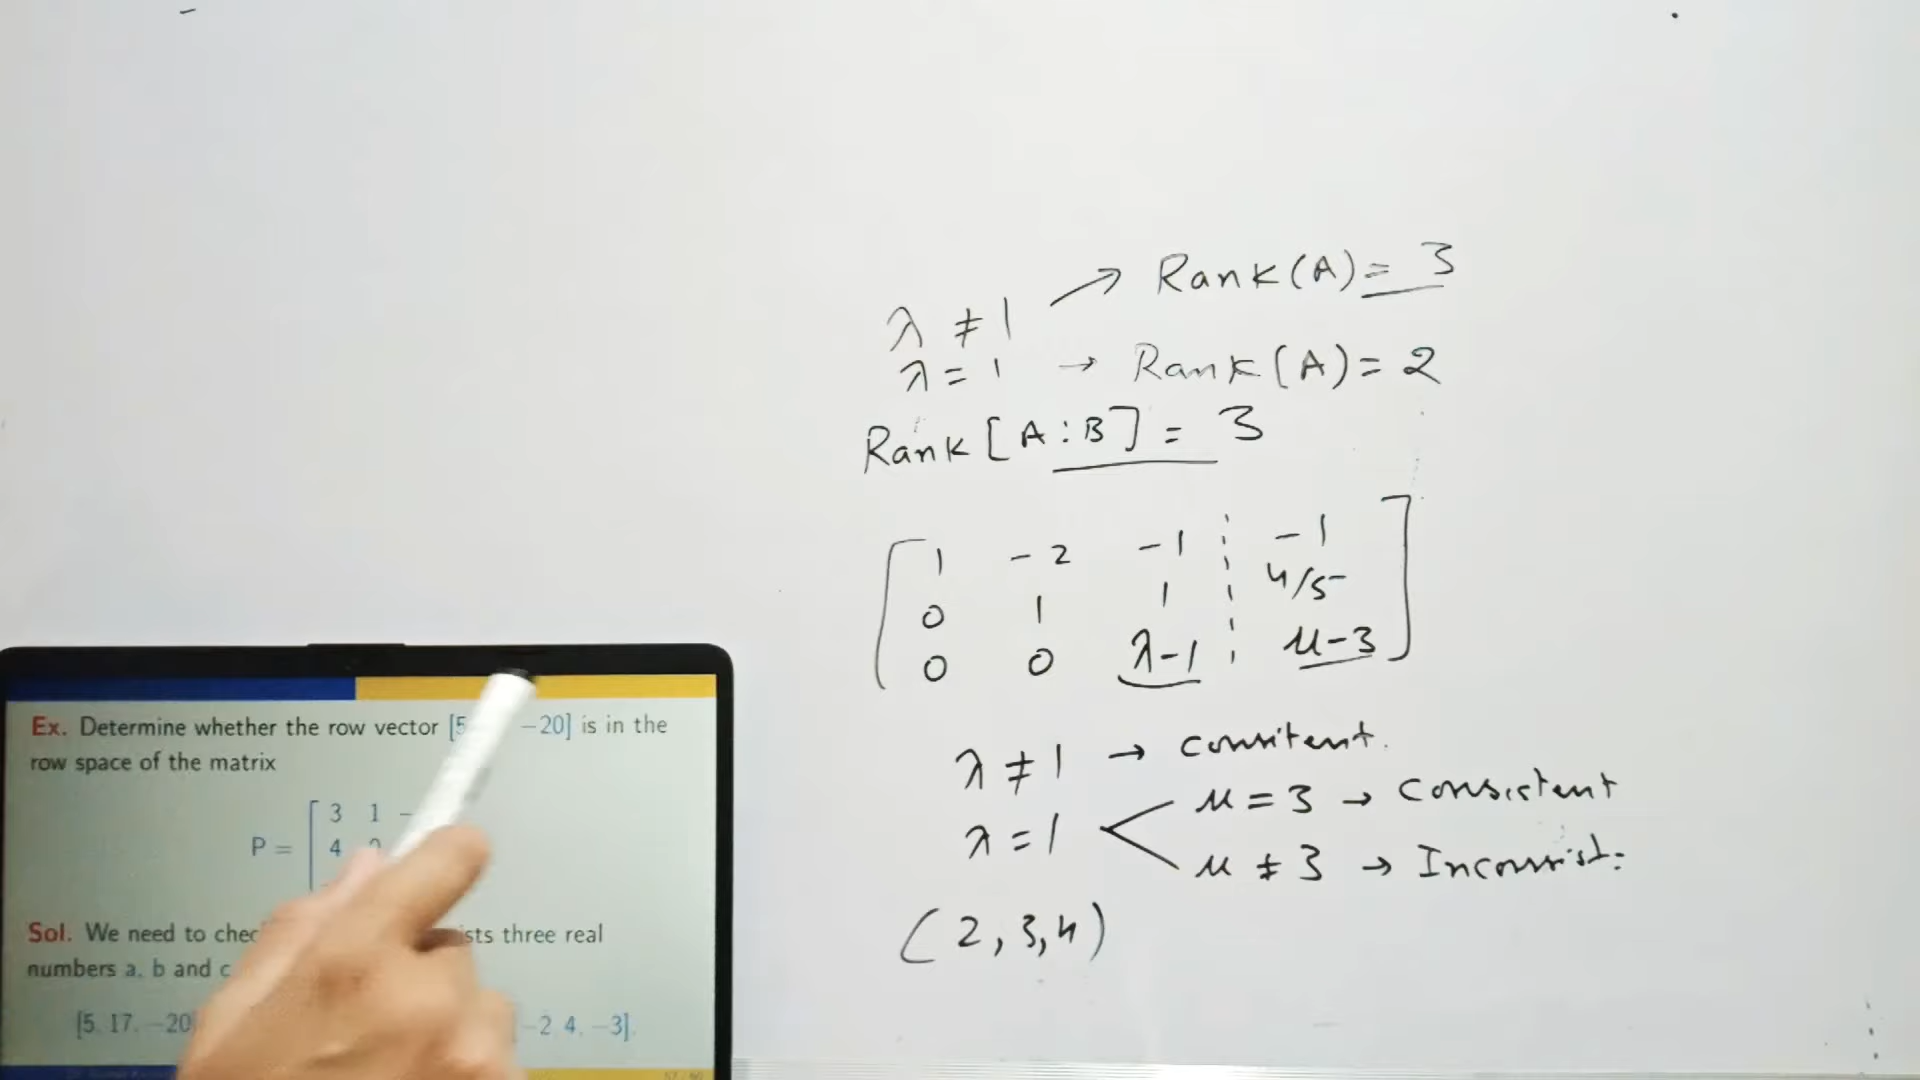 λ ≠ 1 → Rank(A) = 3
λ = 1 → Rank(A) = 2
Rank [A : B] = 3
1 -2 -1 -1
0 1 1 4/5
0 0 λ-1 μ-3
λ ≠ 1 → consitent.
λ = 1
μ = 3 → Consistent
μ ≠ 3 → Inconsist:
(2, 3, 4)
Ex. Determine whether the row vector [5 -20] is in the
row space of the matrix
3 1
P = 4
Sol. We need to chec sts three real
numbers a, b and c
[5, 17, -20 -2 4, -3].